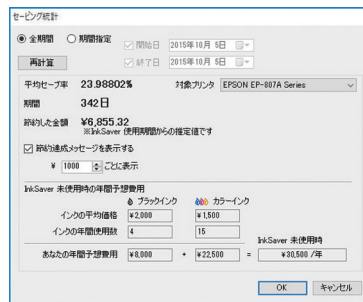 セービング統計
全期間 期間指定 開始日 2015年10月 5日
再計算 終了日 2015年10月 5日
平均セーブ率 23.98802% 対象プリンタ EPSON EP-807A Series
期間 342日
節約した金額 ¥6,855.32
※InkSaver 使用期間からの推定値です
節約達成メッセージを表示する
¥ 1000 ごとに表示
InkSaver 未使用時の年間予想費用
ブラックインク カラーインク
インクの平均価格 ¥2,000 ¥1,500
インクの年間使用数 4 15
InkSaver 未使用時
あなたの年間予想費用 ¥8,000 + ¥22,500 = ¥30,500 /年
OK キャンセル